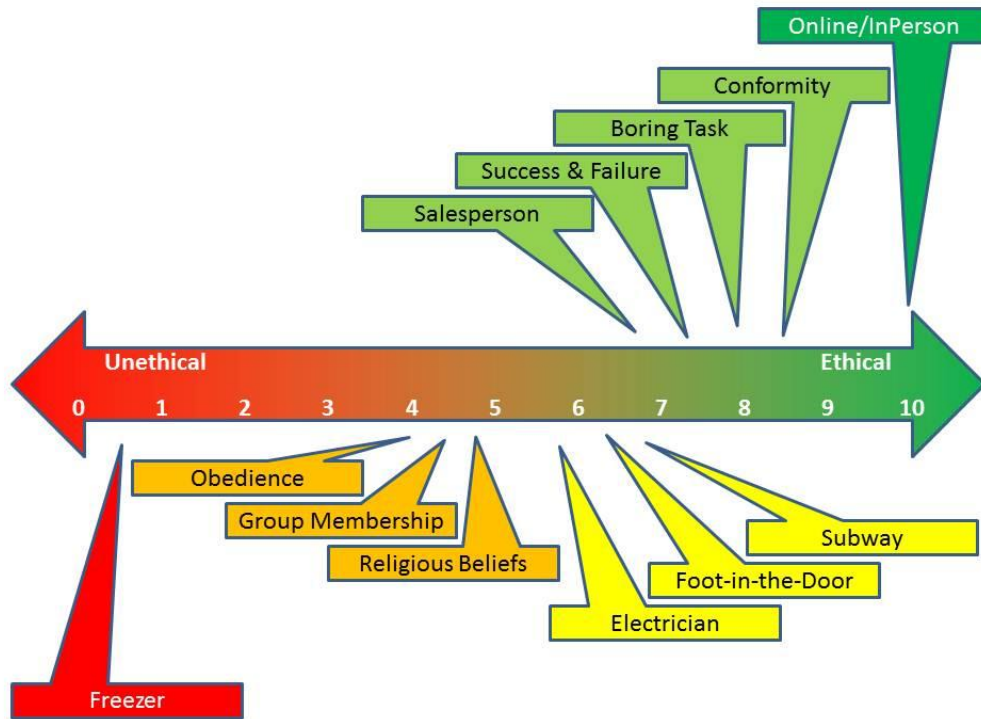 Online/InPerson
Conformity
Boring Task
Success & Failure
Salesperson
Unethical Ethical
0 1 2 3 4 5 6 7 8 9 10
Obedience
Group Membership
Subway
Religious Beliefs
Foot-in-the-Door
Electrician
Freezer